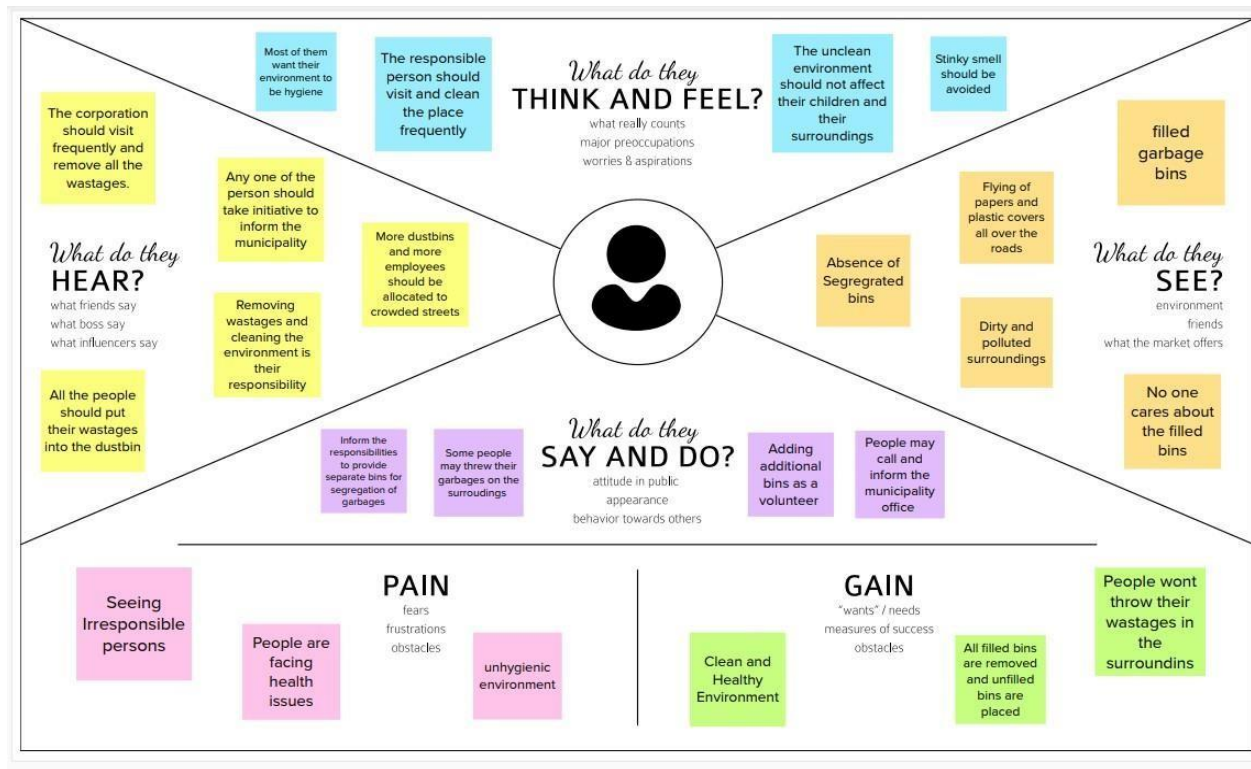 Most of them
want their
environment to
be hygiene
The responsible
person should
visit and clean
the place
frequently
What do they
THINK AND FEEL?
what really counts
major preoccupations
worries & aspirations
The unclean
environment
should not affect
their children and
their
surroundings
Stinky smell
should be
avoided
The corporation
should visit
frequently and
remove all the
wastages.
Any one of the
person should
take initiative to
inform the
municipality
More dustbins
and more
employees
should be
allocated to
crowded streets
What do they
HEAR?
what friends say
what boss say
what influencers say
Removing
wastages and
cleaning the
environment is
their
responsibility
All the people
should put
their wastages
into the dustbin
filled
garbage
bins
Flying of
papers and
plastic covers
all over the
roads
Absence of
Segregrated
bins
What do they
SEE?
environment
friends
what the market offers
Dirty and
polluted
surroundings
No one
cares about
the filled
bins
Inform the
responsibilities
to provide
separate bins for
segregation of
garbages
Some people
may threw their
garbages on the
surroudings
What do they
SAY AND DO?
attitude in public
appearance
behavior towards others
Adding
additional
bins as a
volunteer
People may
call and
inform the
municipality
office
Seeing
Irresponsible
persons
People are
facing
health
issues
PAIN
fears
frustrations
obstacles
unhygienic
environment
GAIN
"wants" / needs
measures of success
obstacles
Clean and
Healthy
Environment
All filled bins
are removed
and unfilled
bins are
placed
People wont
throw their
wastages in
the
surroundins